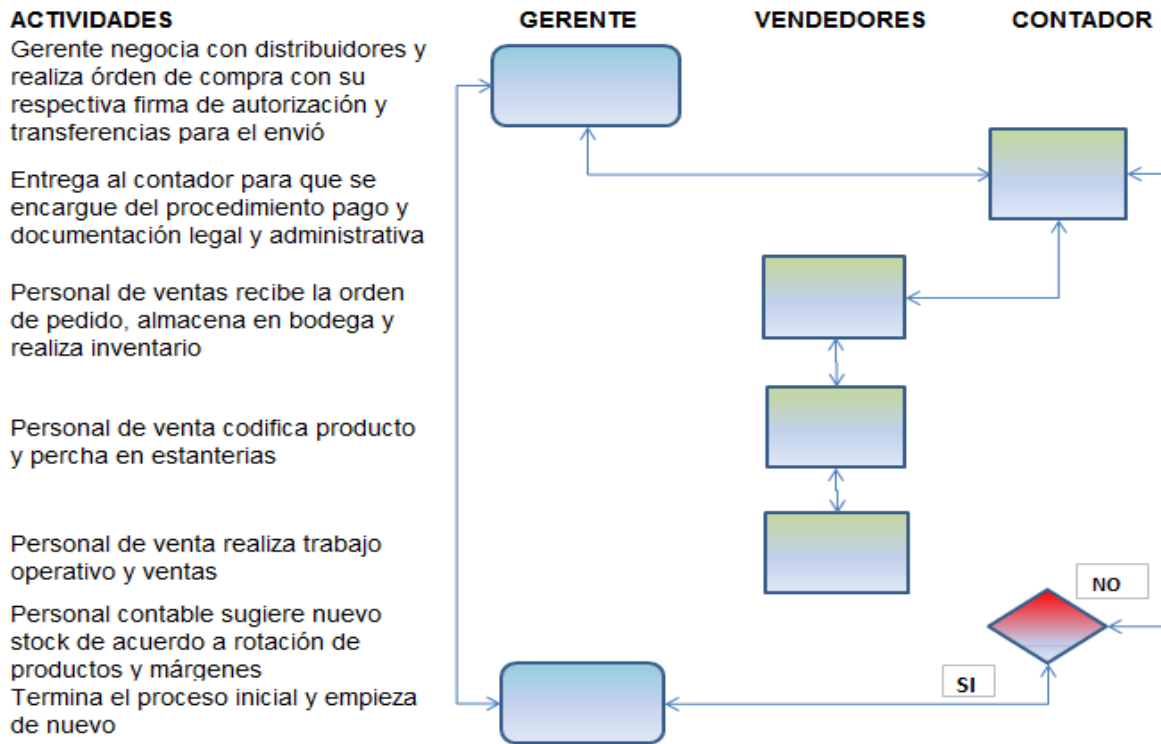 ACTIVIDADES GERENTE VENDEDORES CONTADOR
Gerente negocia con distribuidores y
realiza órden de compra con su
respectiva firma de autorización y
transferencias para el envió
Entrega al contador para que se
encargue del procedimiento pago y
documentación legal y administrativa
Personal de ventas recibe la orden
de pedido, almacena en bodega y
realiza inventario
Personal de venta codifica producto
y percha en estanterias
Personal de venta realiza trabajo
operativo y ventas
NO
Personal contable sugiere nuevo
stock de acuerdo a rotación de
productos y márgenes
SI
Termina el proceso inicial y empieza
de nuevo